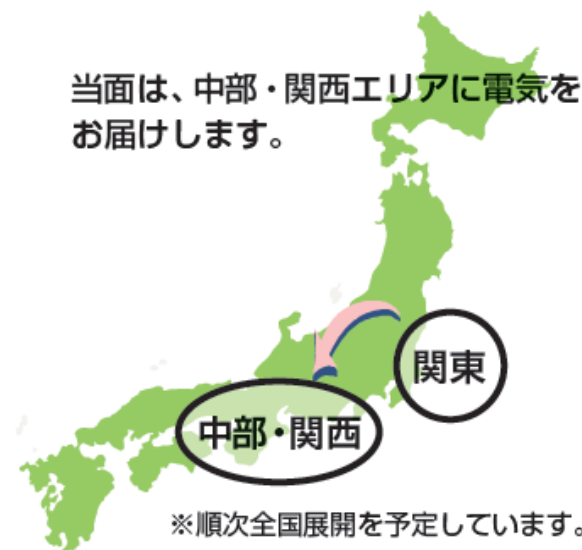 当面は、中部・関西エリアに電気を
お届けします。
関東
中部・関西
※順次全国展開を予定しています。